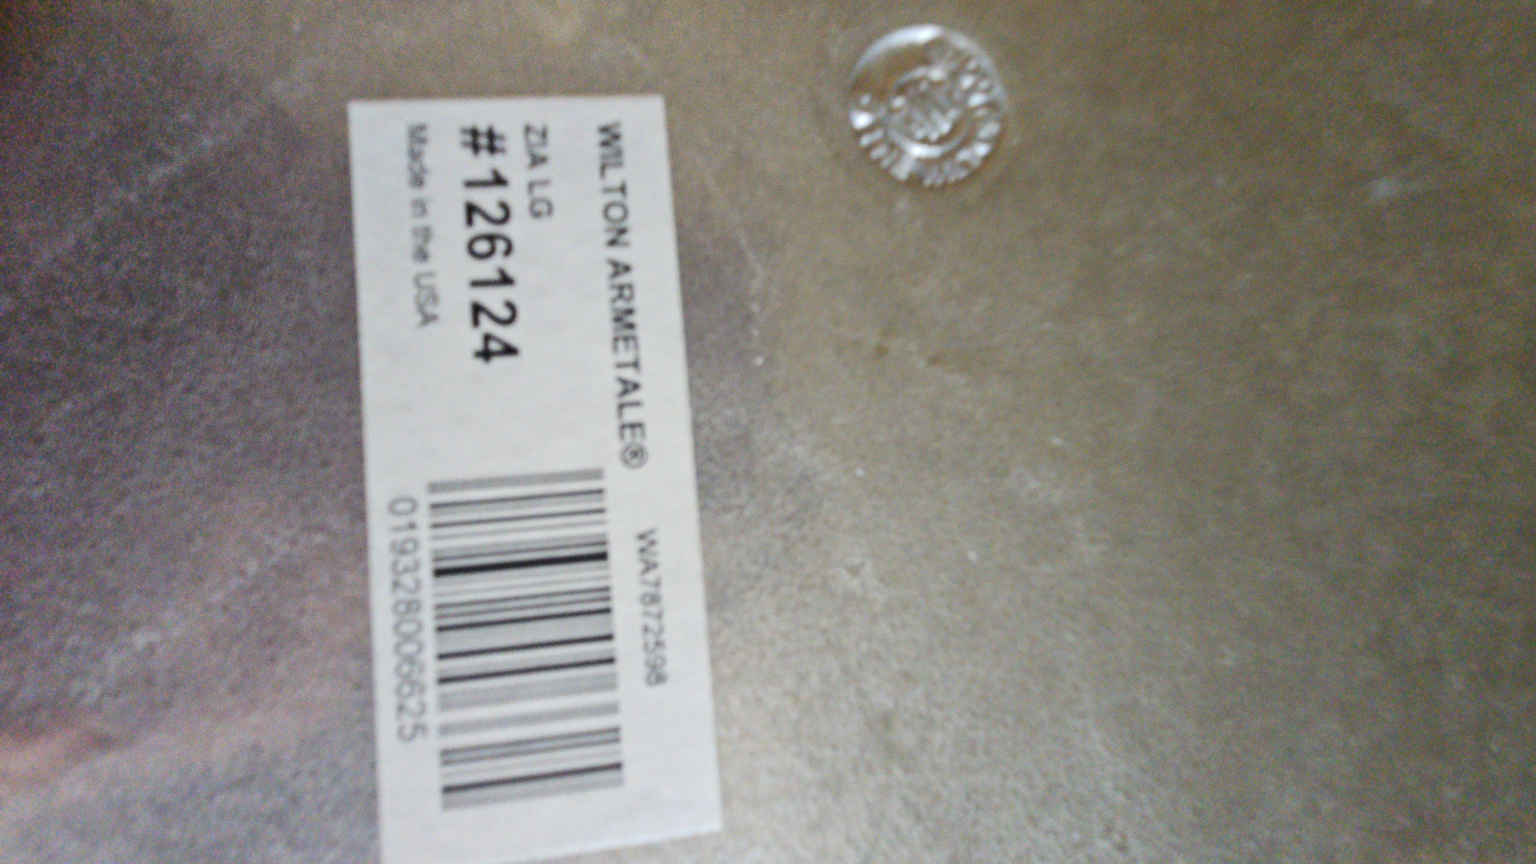 WILTON ARMETALE®
WA7872598
ZIA LG
#126124
Made in the USA
019328006625